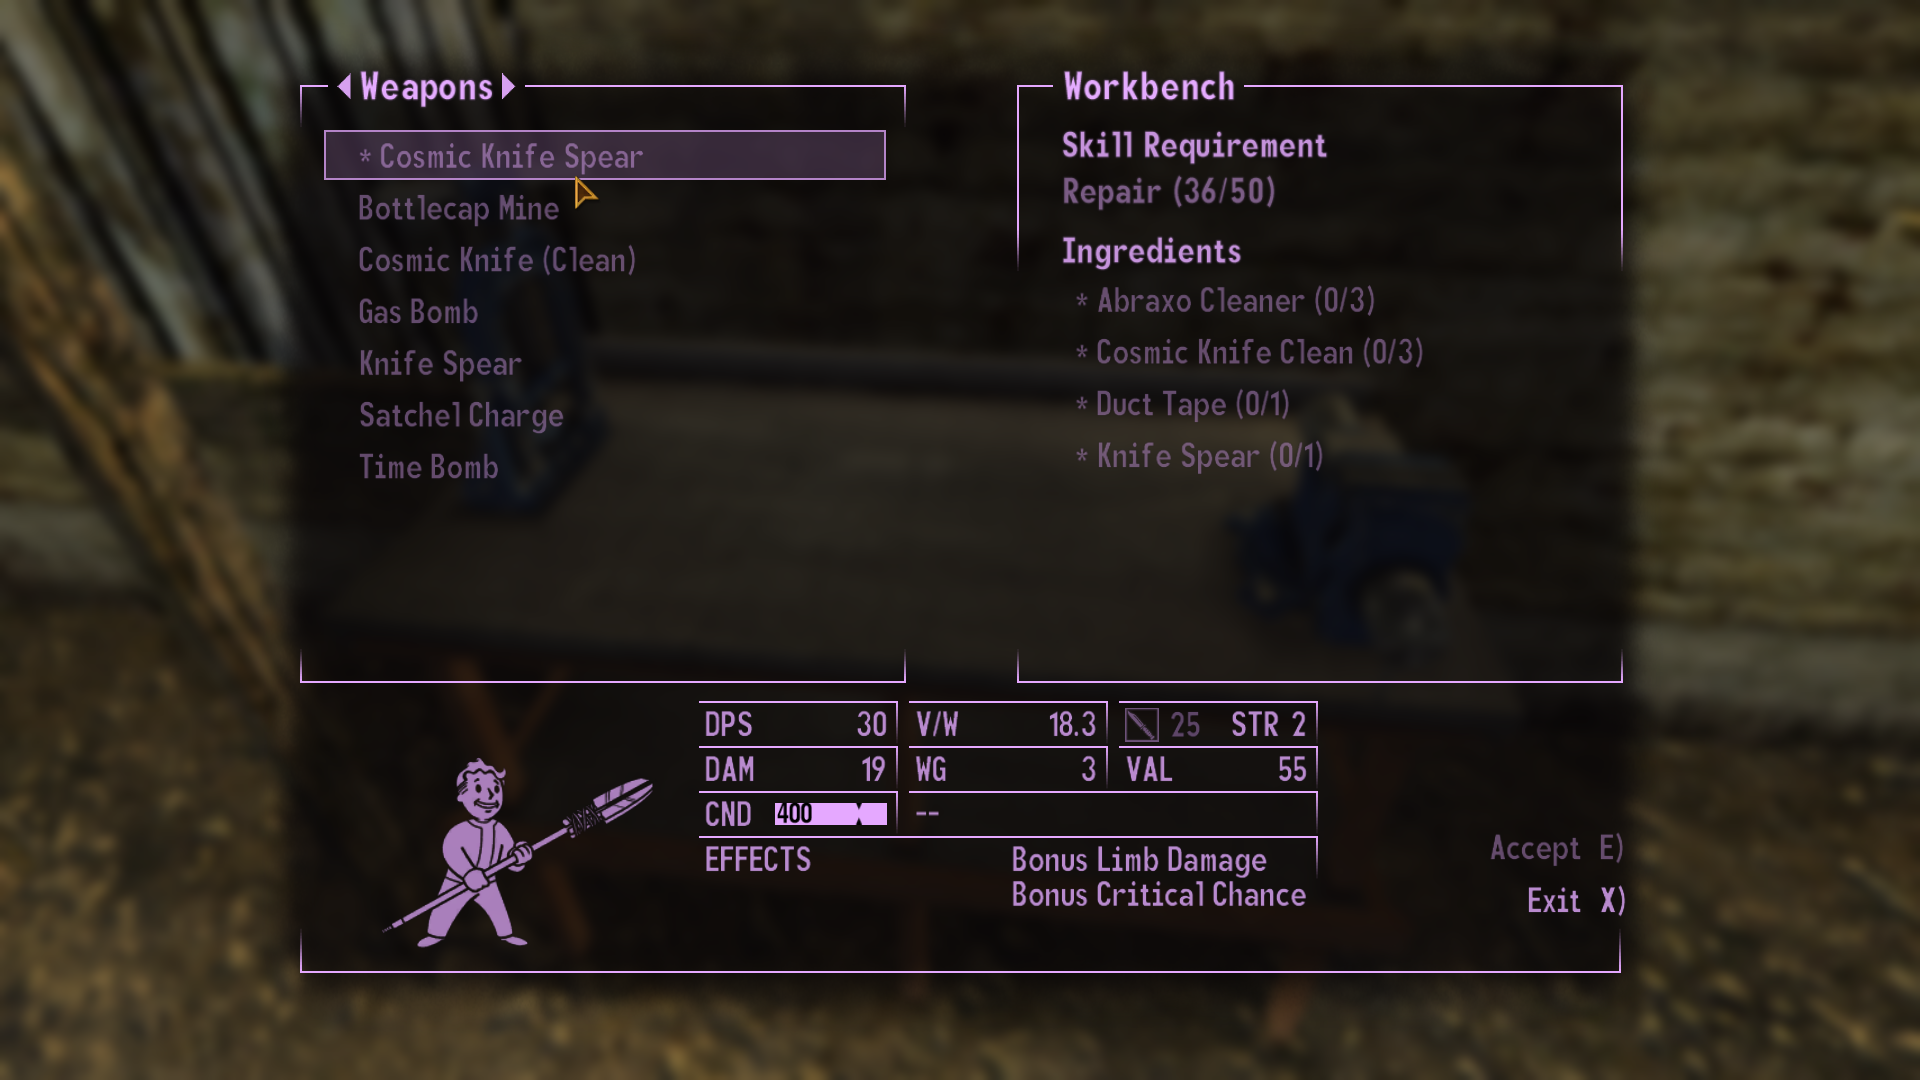 Weapons
* Cosmic Knife Spear
Bottlecap Mine
Cosmic Knife (Clean)
Gas Bomb
Knife Spear
Satchel Charge
Time Bomb
Workbench
Skill Requirement
Repair (36/50)
Ingredients
* Abraxo Cleaner (0/3)
* Cosmic Knife Clean (0/3)
* Duct Tape (0/1)
* Knife Spear (0/1)
DPS 30 V/W 18.3 25 STR 2
DAM 19 WG 3 VAL 55
CND 400 --
EFFECTS Bonus Limb Damage
Bonus Critical Chance
Accept E)
Exit X)